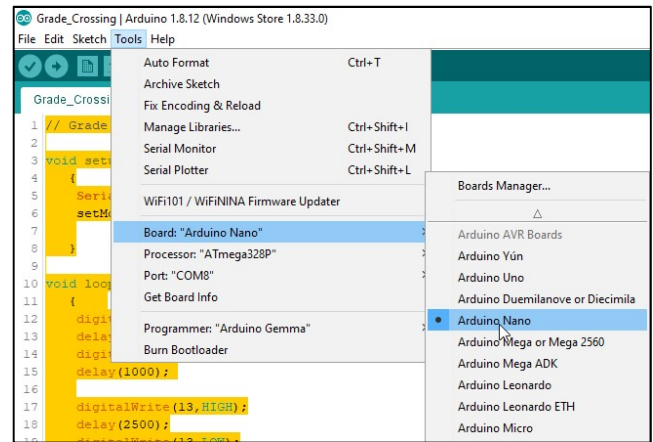 Grade_Crossing | Arduino 1.8.12 (Windows Store 1.8.33.0)
File Edit Sketch Tools Help
Grade_Crossi
Auto Format Ctrl+T
Archive Sketch
Fix Encoding & Reload
Manage Libraries... Ctrl+Shift+I
Serial Monitor Ctrl+Shift+M
Serial Plotter Ctrl+Shift+L
WiFi101 / WiFiNINA Firmware Updater
Board: "Arduino Nano"
Processor: "ATmega328P"
Port: "COM8"
Get Board Info
Programmer: "Arduino Gemma"
Burn Bootloader
Boards Manager...
Arduino AVR Boards
Arduino Yún
Arduino Uno
Arduino Duemilanove or Diecimila
Arduino Nano
Arduino Mega or Mega 2560
Arduino Mega ADK
Arduino Leonardo
Arduino Leonardo ETH
Arduino Micro
1 // Grade
2
3 void setu
4 {
5 Seria
6 setMo
7
8 }
9
10 void loop
11 {
12 digit
13 delay
14 digit
15 delay(1000);
16
17 digitalWrite(13,HIGH);
18 delay(2500);
19 digitalWrite(13,LOW);